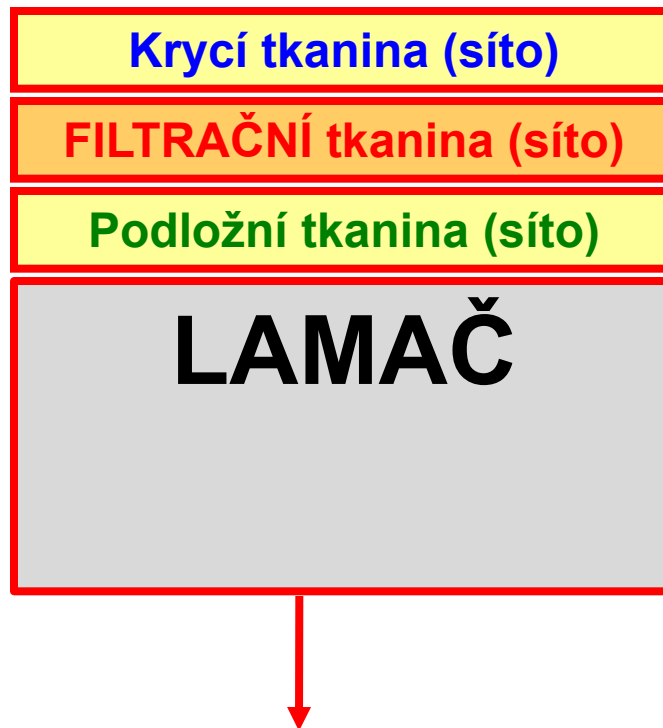 Krycí tkanina (síto)
FILTRAČNÍ tkanina (síto)
Podložní tkanina (síto)
LAMAČ